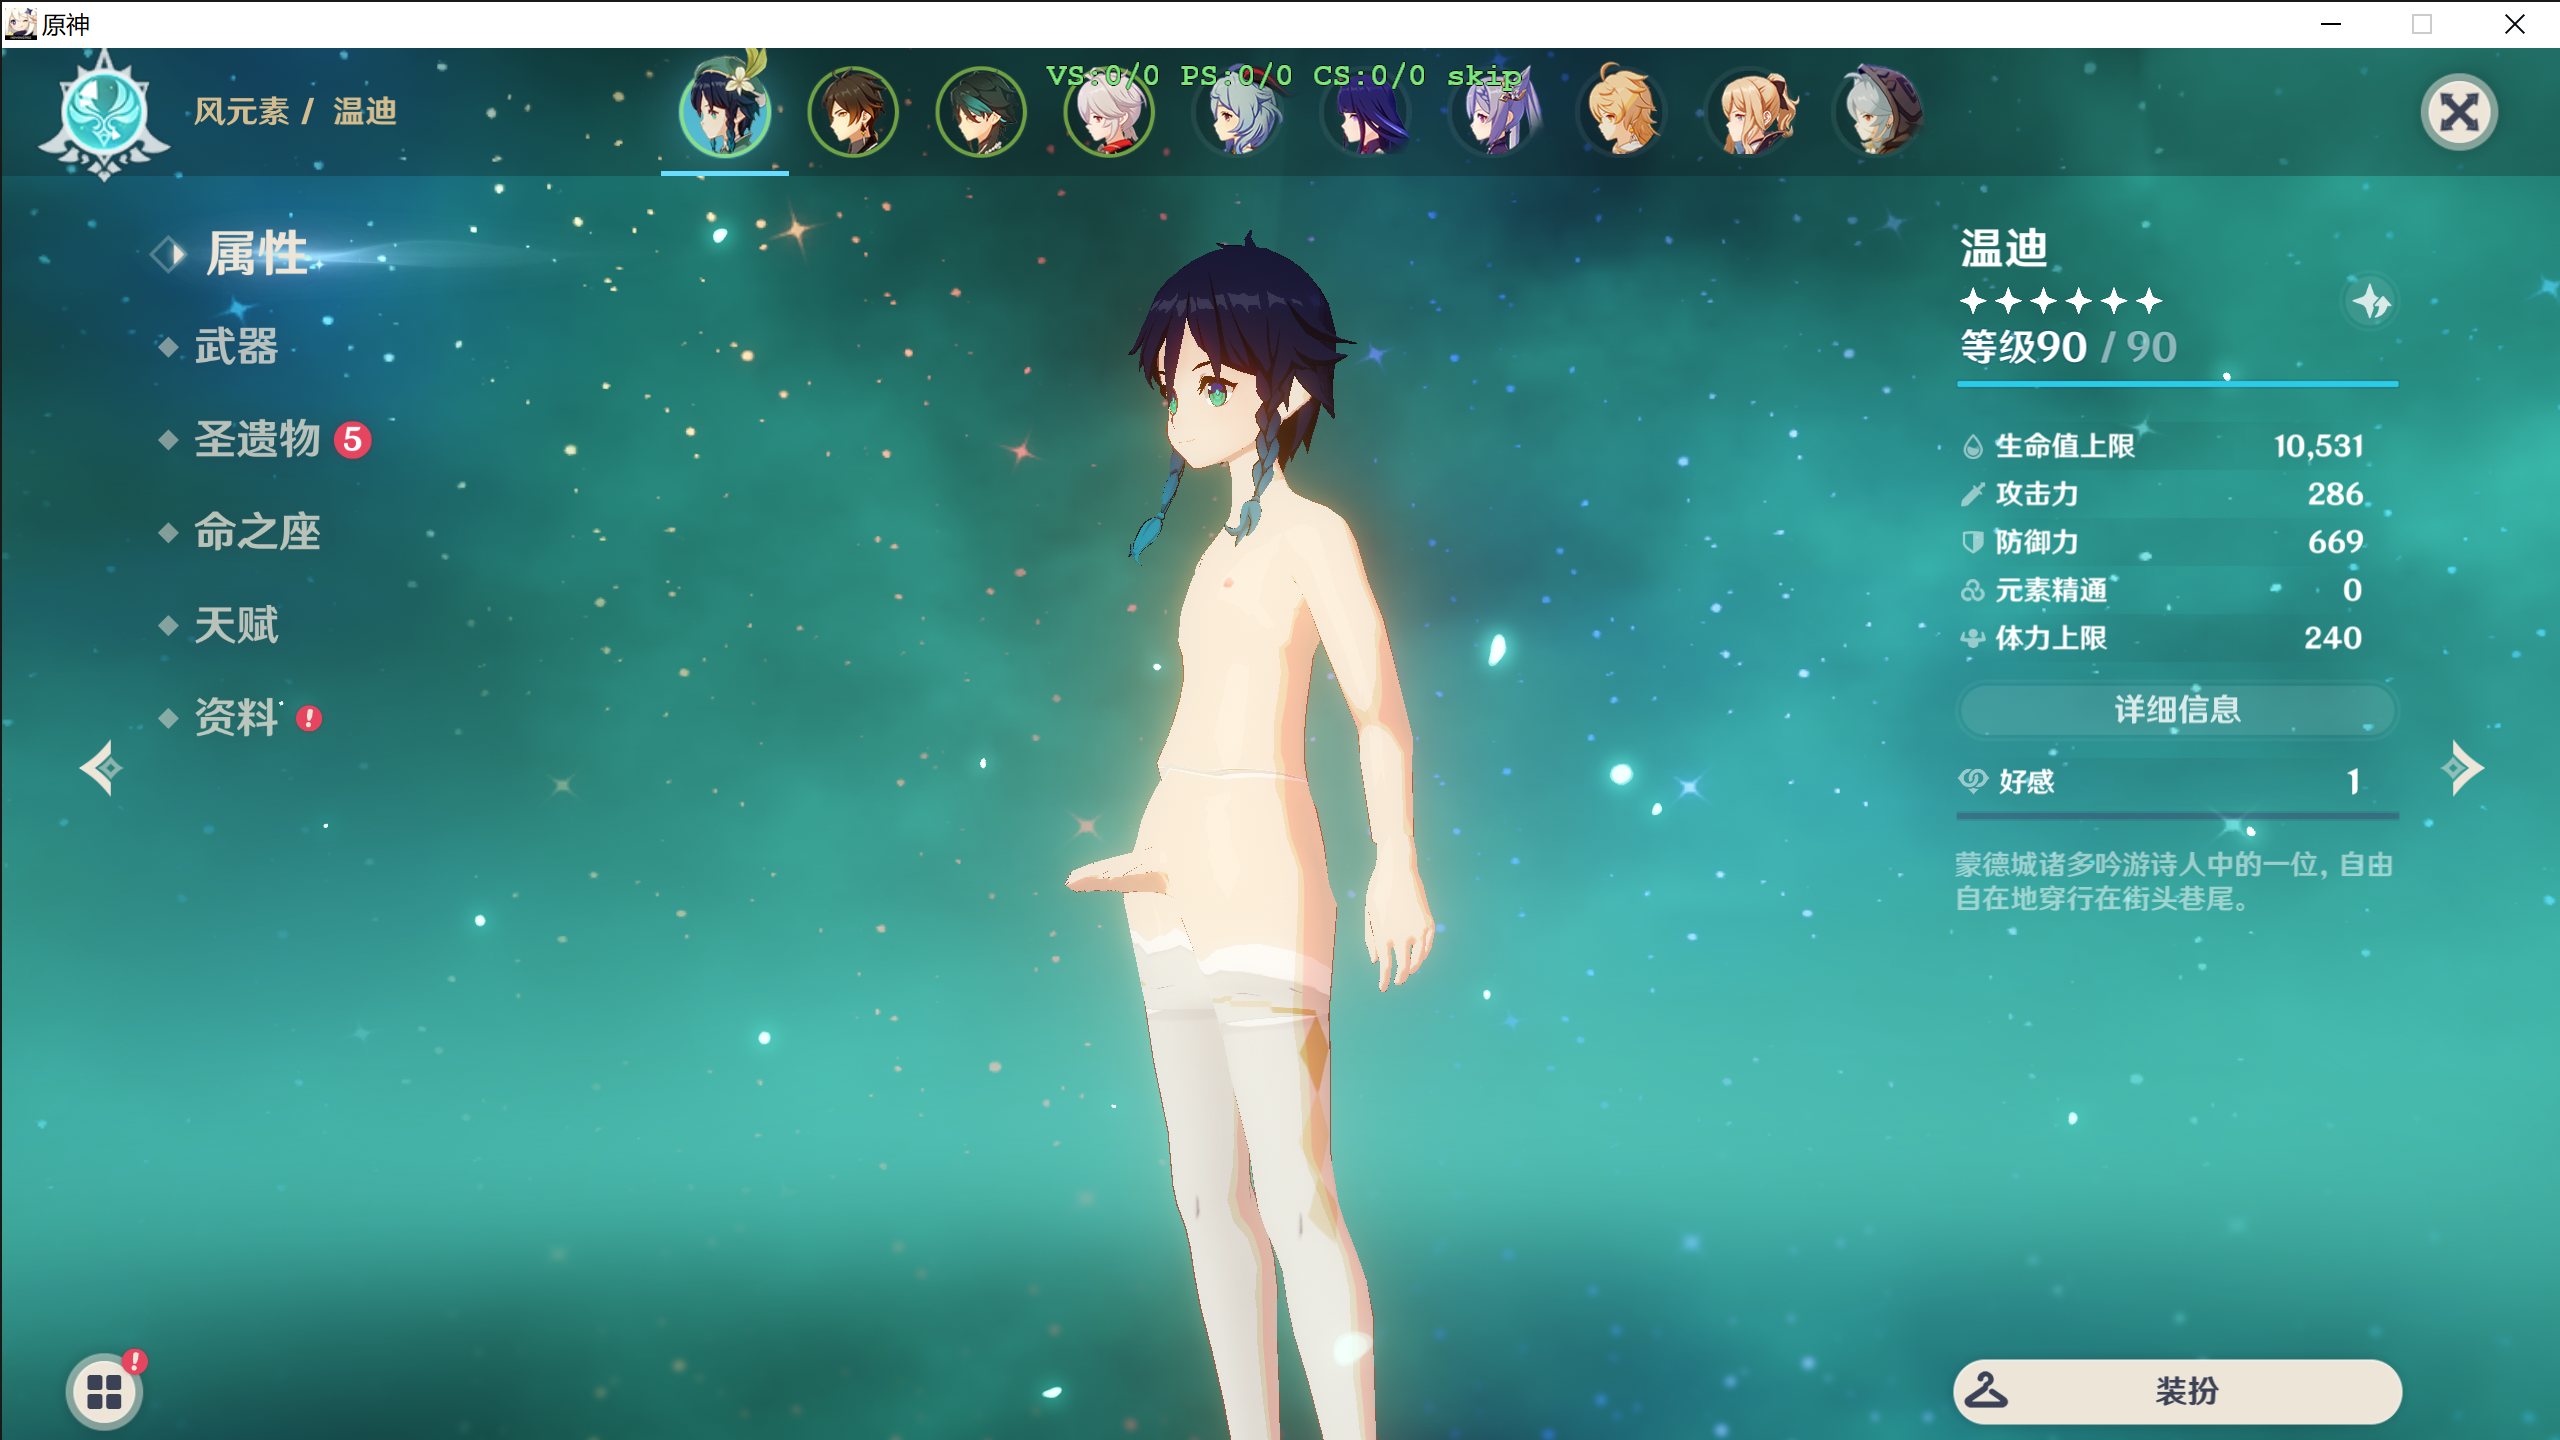 原神
VS:0/0 PS:0/0 CS:0/0 skip
风元素 / 温迪
属性
武器
圣遗物 5
命之座
天赋
资料 !
温迪
等级90 / 90
生命值上限 10,531
攻击力 286
防御力 669
元素精通 0
体力上限 240
详细信息
好感 1
蒙德城诸多吟游诗人中的一位，自由
自在地穿行在街头巷尾。
!
装扮